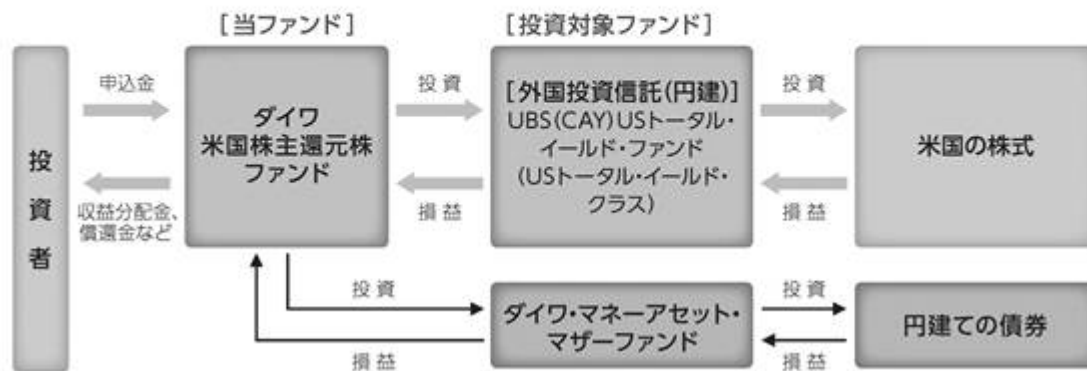 [当ファンド]
[投資対象ファンド]
投資者
申込金
収益分配金、
償還金など
ダイワ
米国株主還元株
ファンド
投資
損益
[外国投資信託(円建)]
UBS(CAY)USトータル・
イールド・ファンド
(USトータル・イールド・
クラス)
投資
損益
米国の株式
投資
損益
ダイワ・マネーアセット・
マザーファンド
投資
損益
円建ての債券